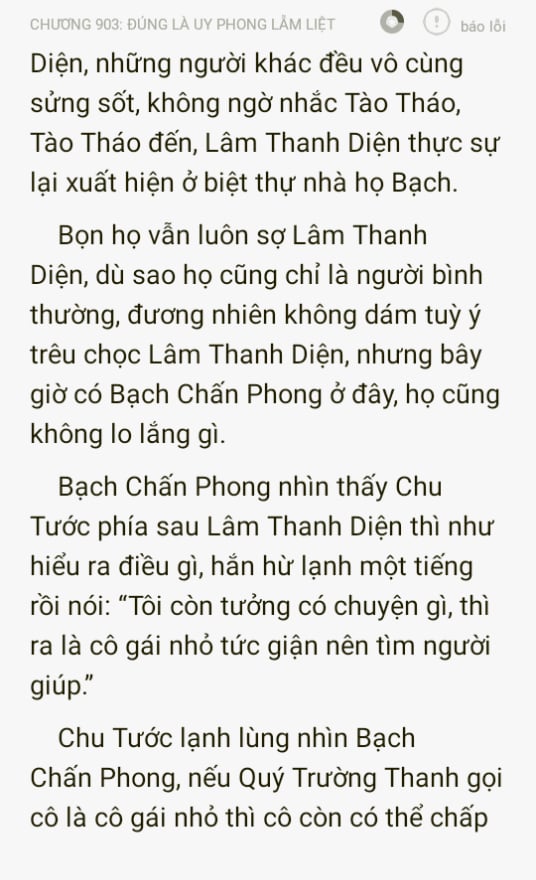 CHƯƠNG 903: ĐÚNG LÀ UY PHONG LẪM LIỆT
báo lỗi
Diện, những người khác đều vô cùng
sửng sốt, không ngờ nhắc Tào Tháo,
Tào Tháo đến, Lâm Thanh Diện thực sự
lại xuất hiện ở biệt thự nhà họ Bạch.
Bọn họ vẫn luôn sợ Lâm Thanh
Diện, dù sao họ cũng chỉ là người bình
thường, đương nhiên không dám tuỳ ý
trêu chọc Lâm Thanh Diện, nhưng bây
giờ có Bạch Chấn Phong ở đây, họ cũng
không lo lắng gì.
Bạch Chấn Phong nhìn thấy Chu
Tước phía sau Lâm Thanh Diện thì như
hiểu ra điều gì, hắn hừ lạnh một tiếng
rồi nói: “Tôi còn tưởng có chuyện gì, thì
ra là cô gái nhỏ tức giận nên tìm người
giúp.”
Chu Tước lạnh lùng nhìn Bạch
Chấn Phong, nếu Quý Trường Thanh gọi
cô là cô gái nhỏ thì cô còn có thể chấp